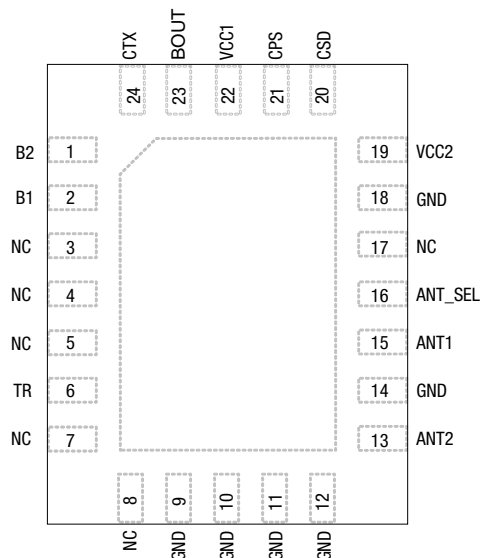 CTX BOUT VCC1 CPS CSD
24 23 22 21 20
B2 1 19 VCC2
B1 2 18 GND
NC 3 17 NC
NC 4 16 ANT_SEL
NC 5 15 ANT1
TR 6 14 GND
NC 7 13 ANT2
8 9 10 11 12
NC GND GND GND GND